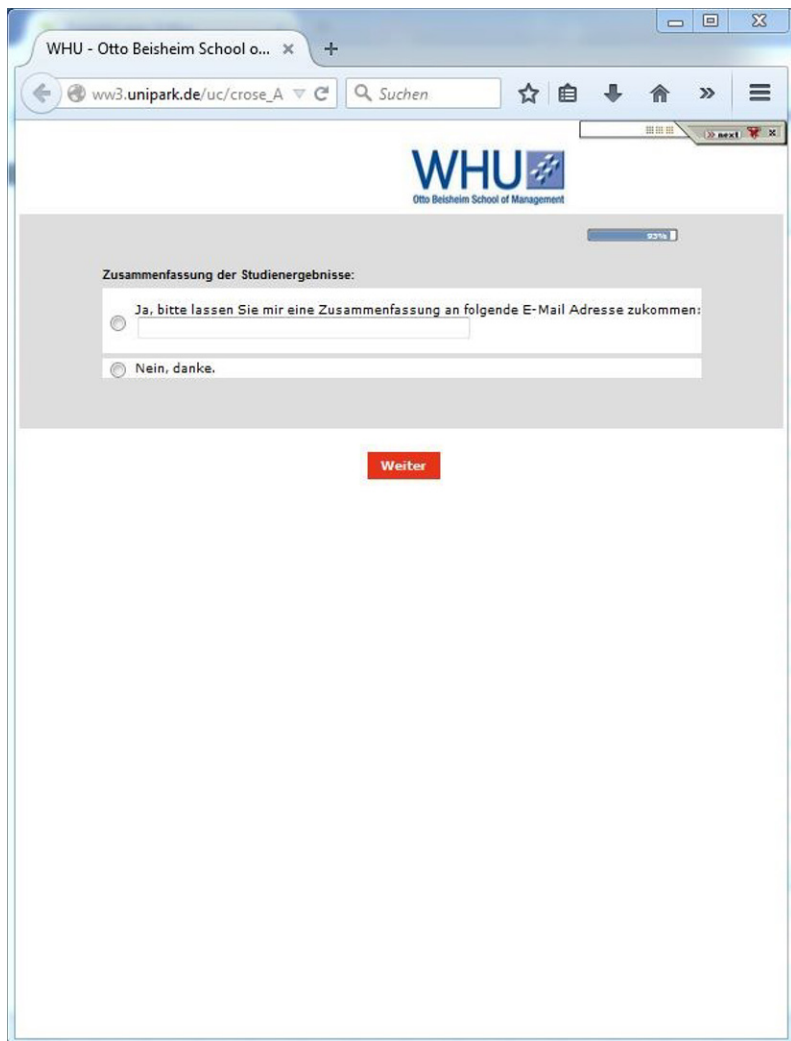 WHU - Otto Beisheim School o...
ww3.unipark.de/uc/crose_A
Suchen
next
WHU
Otto Beisheim School of Management
93%
Zusammenfassung der Studienergebnisse:
Ja, bitte lassen Sie mir eine Zusammenfassung an folgende E-Mail Adresse zukommen:
Nein, danke.
Weiter